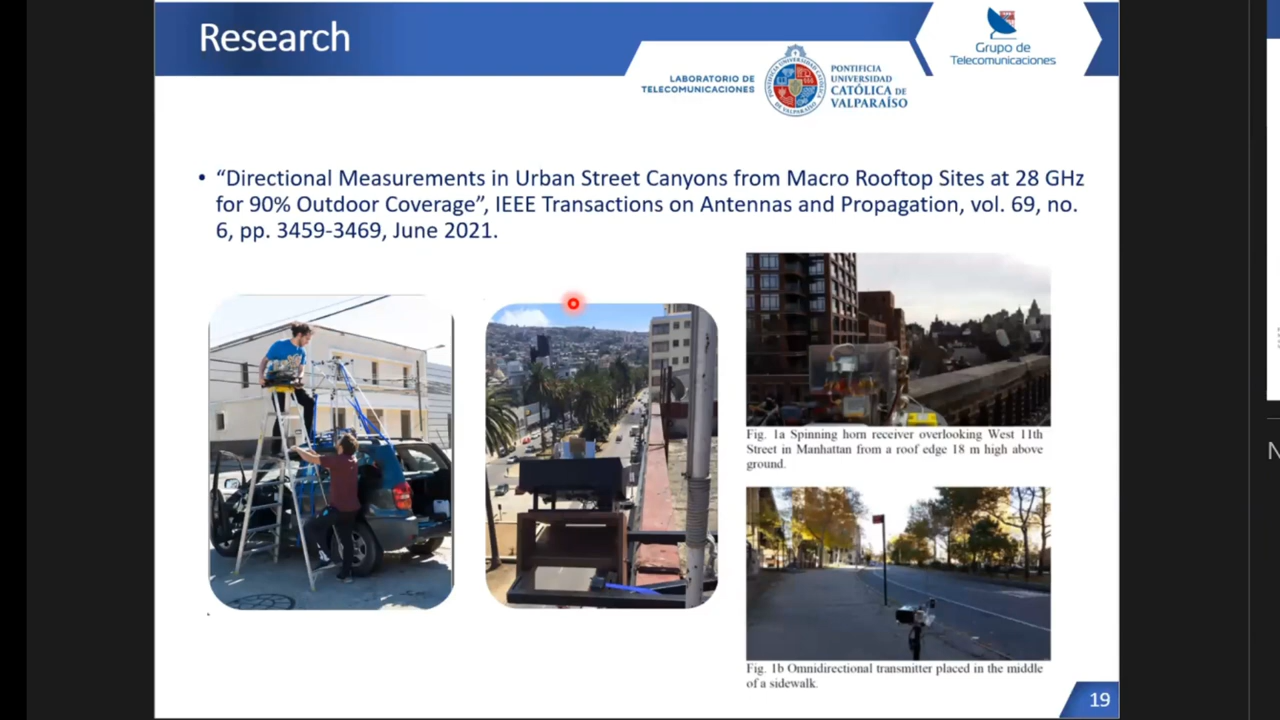 Research
LABORATORIO DE
TELECOMUNICACIONES
PONTIFICIA
UNIVERSIDAD
CATÓLICA DE
VALPARAÍSO
Grupo de
Telecomunicaciones
• “Directional Measurements in Urban Street Canyons from Macro Rooftop Sites at 28 GHz
for 90% Outdoor Coverage”, IEEE Transactions on Antennas and Propagation, vol. 69, no.
6, pp. 3459-3469, June 2021.
Fig. 1a Spinning horn receiver overlooking West 11th
Street in Manhattan from a roof edge 18 m high above
ground.
Fig. 1b Omnidirectional transmitter placed in the middle
of a sidewalk.
19